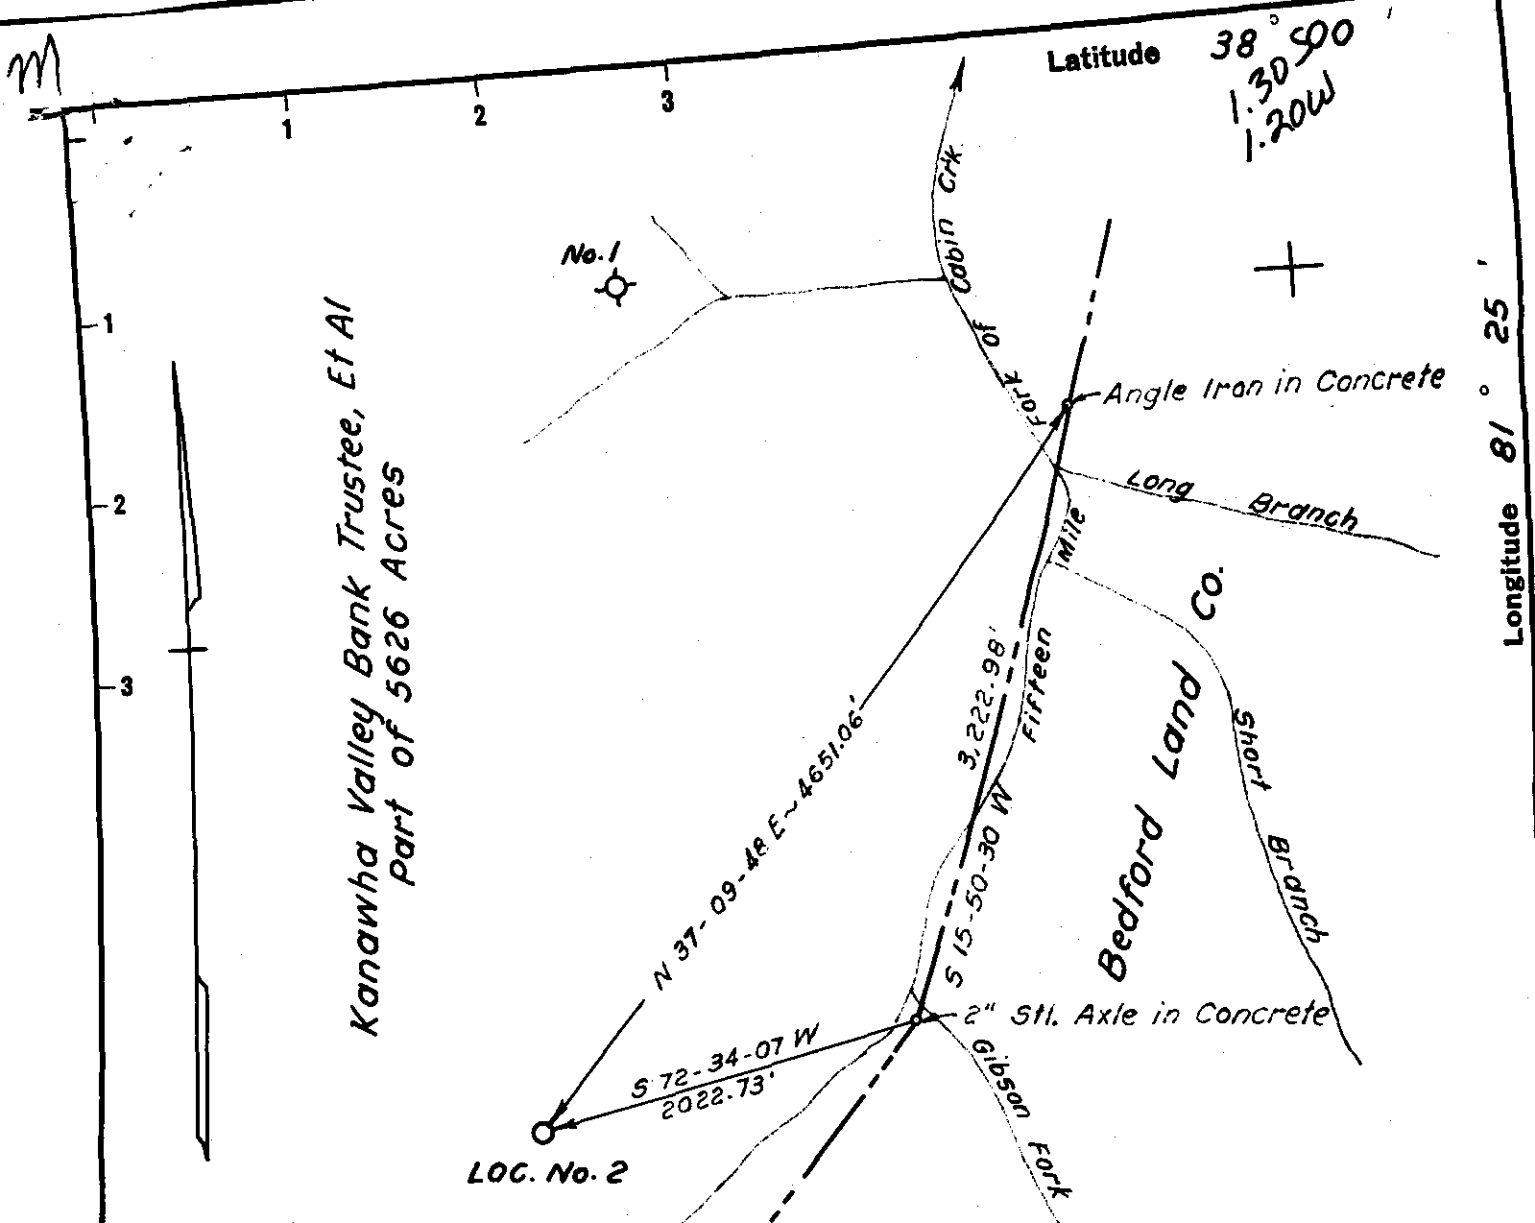 m
Latitude 38° 500 '
1.30 S
1.20W
1
2
3
1
2
3
Longitude 81 ° 25 '
No. 1
Fifteen Mile Fork of Cabin Crk
Angle Iron in Concrete
Long Branch
Short Branch
Kanawha Valley Bank Trustee, Et Al
Part of 5626 Acres
Bedford Land Co.
N 37-09-48 E ~ 4651.06'
3,222.98'
S 15-50-30 W
2" Stl. Axle in Concrete
S 72-34-07 W
2022.73'
Gibson Fork
LOC. No. 2